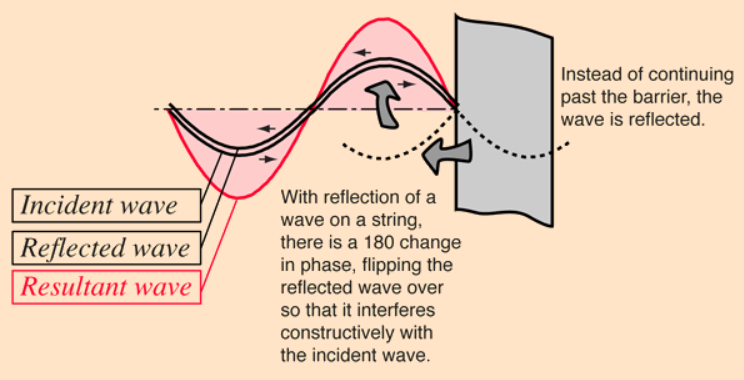 Instead of continuing
past the barrier, the
wave is reflected.
Incident wave
Reflected wave
Resultant wave
With reflection of a
wave on a string,
there is a 180 change
in phase, flipping the
reflected wave over
so that it interferes
constructively with
the incident wave.